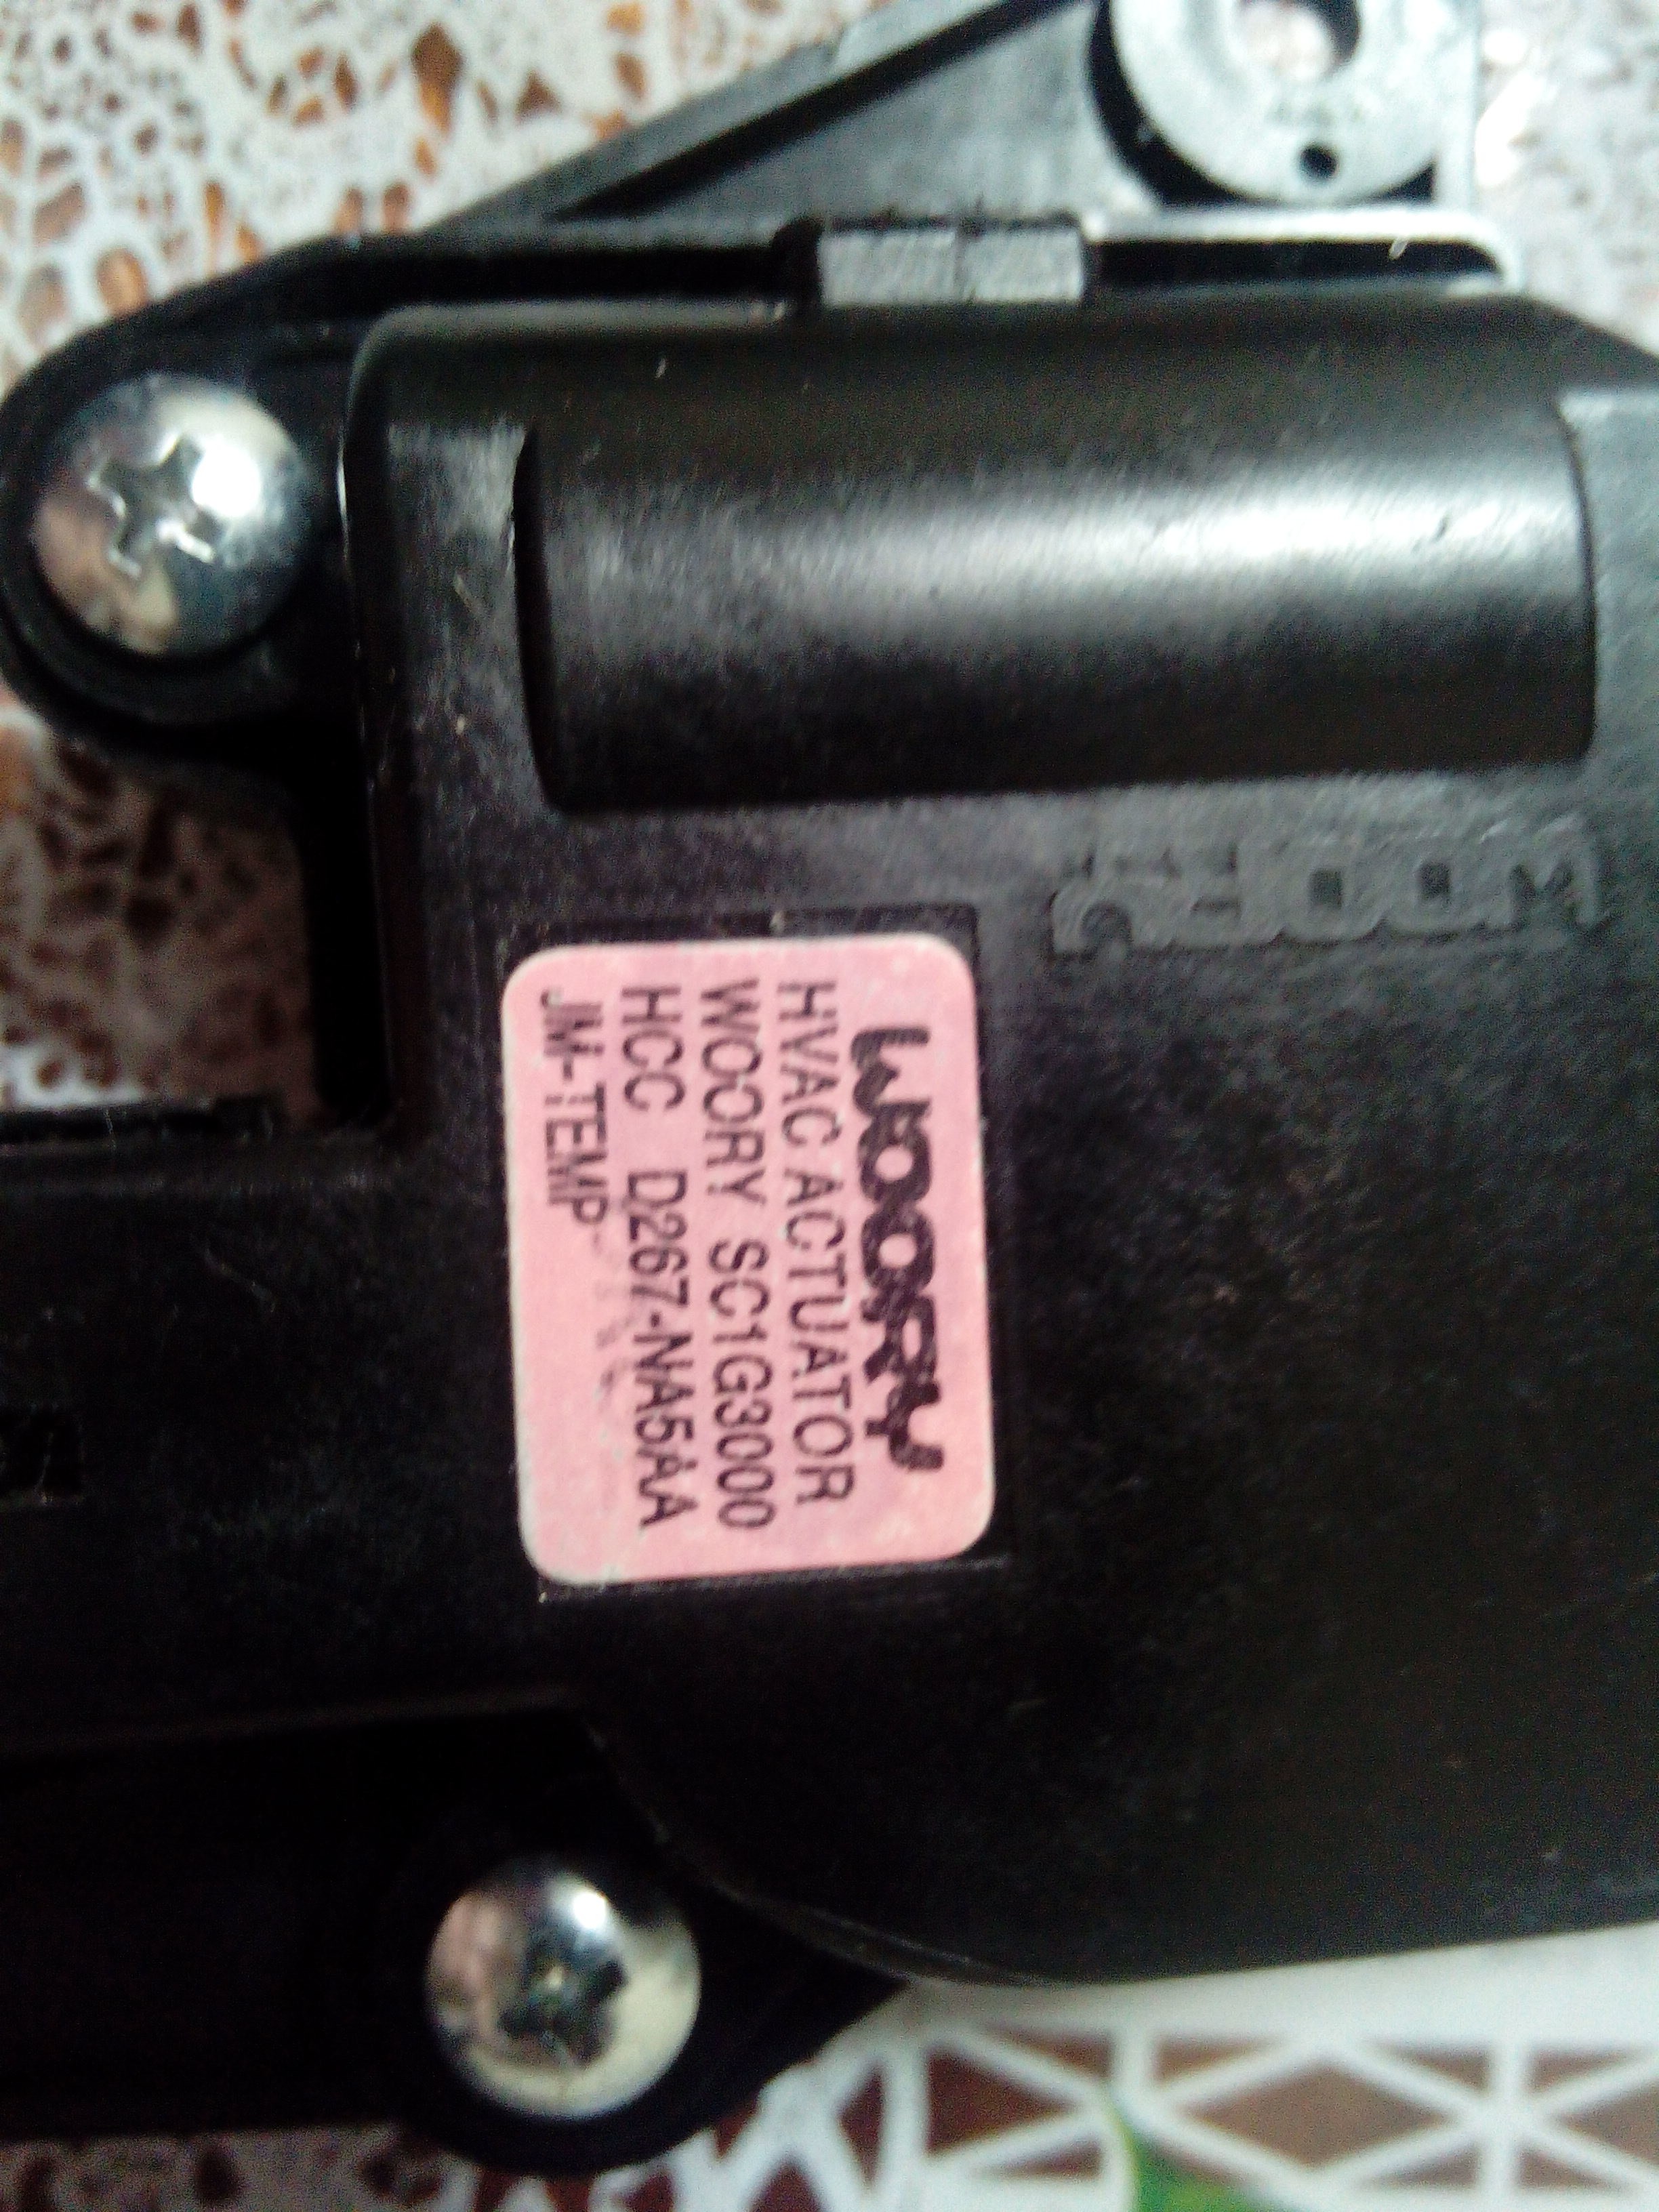 WOORY
WOORY
HVAC ACTUATOR
WOORY SC1G3000
HCC D267-NA5AA
JM-TEMP